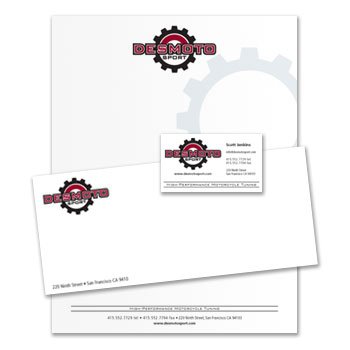 DESMOTO
SPORT
DESMOTO
SPORT
Scott Jenkins
415 552 7724 tel
415 552 7794 fax
220 Ninth Street
San Francisco CA 94103
www.desmotosport.com
High-Performance Motorcycle Tuning
DESMOTO
SPORT
220 Ninth Street • San Francisco CA 94103
High-Performance Motorcycle Tuning
415 552 7724 tel • 415 552 7794 fax • 220 Ninth Street, San Francisco CA 94103
www.desmotosport.com